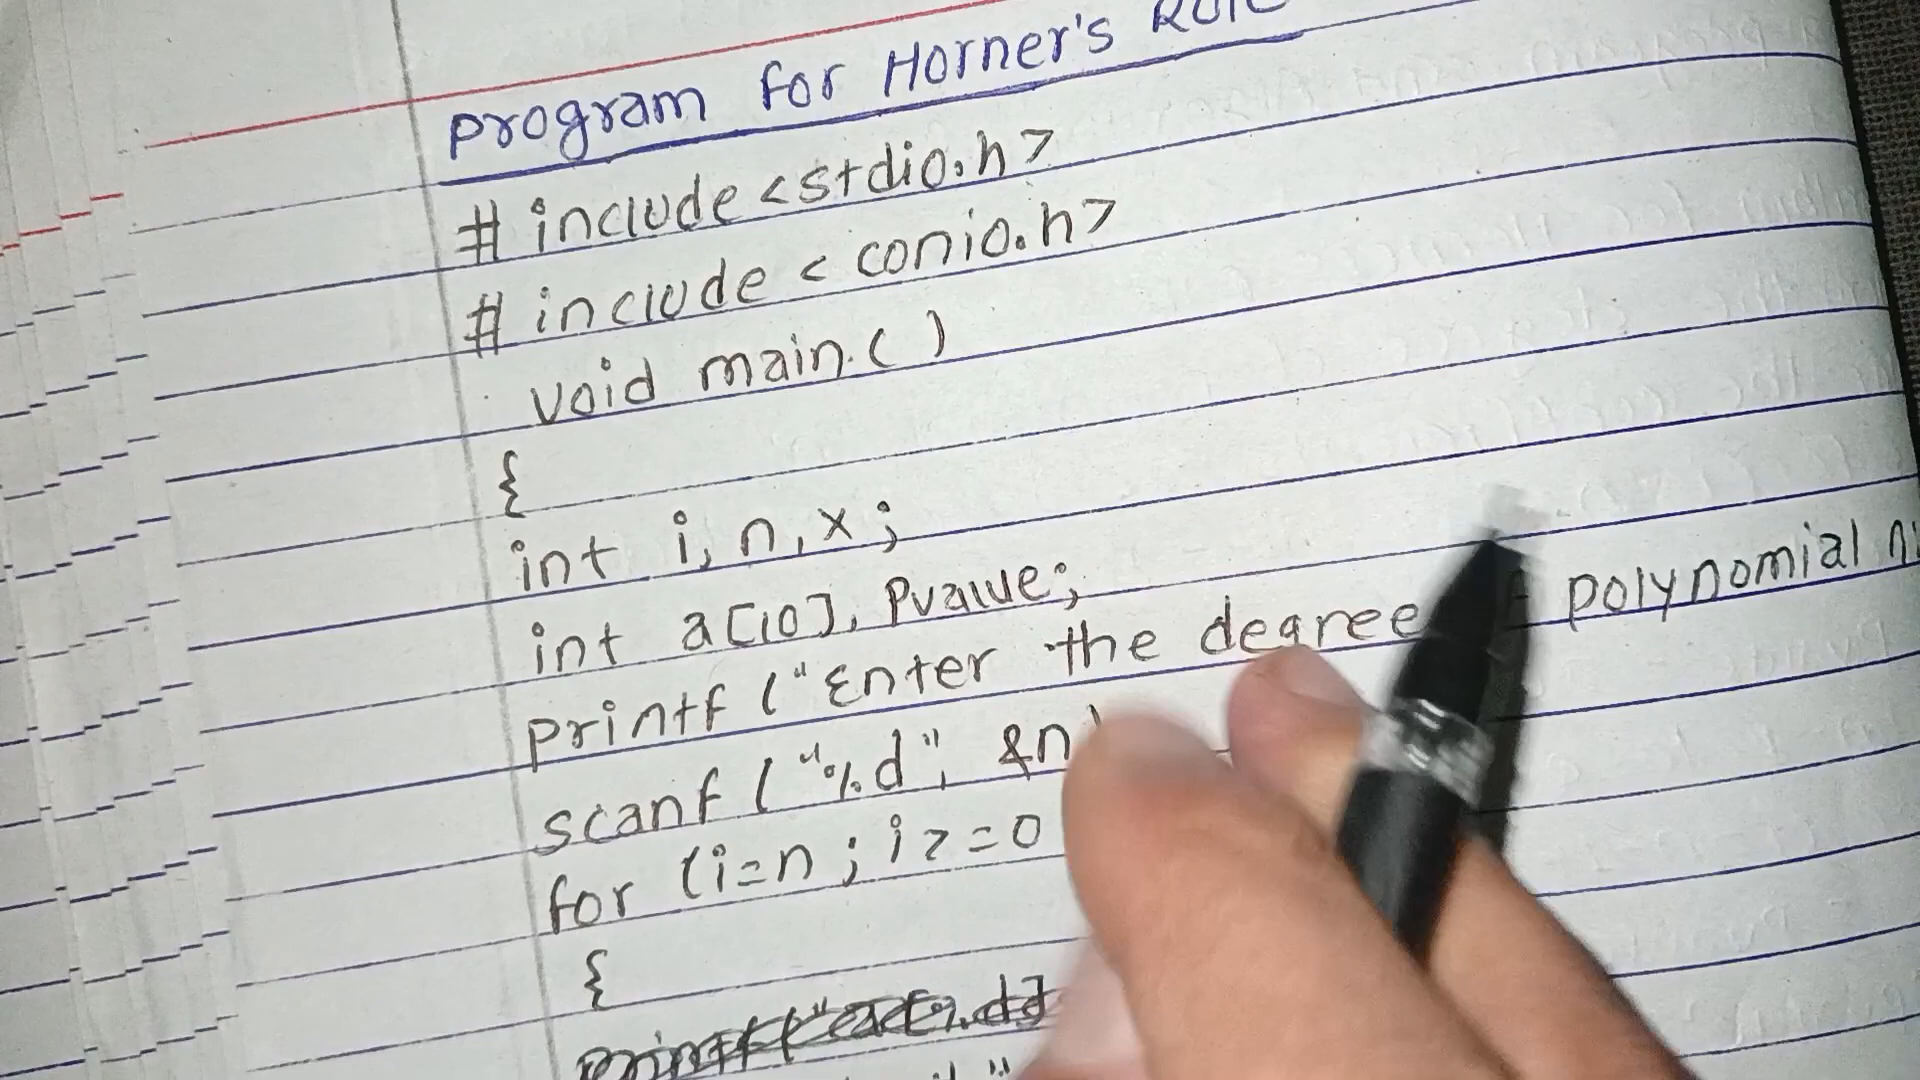 Program for Horner's Rule
# include <stdio.h>
# include < conio.h>
void main.( )
{
int i, n, x;
int a[10], Pvalue;
printf ("Enter the degree polynomial
scanf ("%d", &n)
for (i=n; i>=0
{